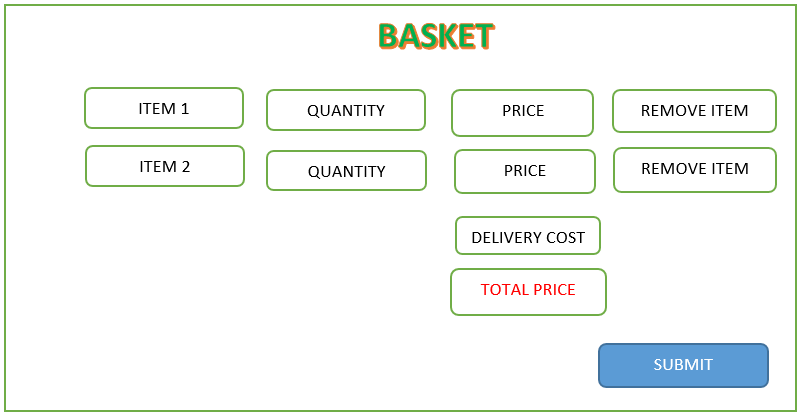 BASKET
ITEM 1 QUANTITY PRICE REMOVE ITEM
ITEM 2 QUANTITY PRICE REMOVE ITEM
DELIVERY COST
TOTAL PRICE
SUBMIT